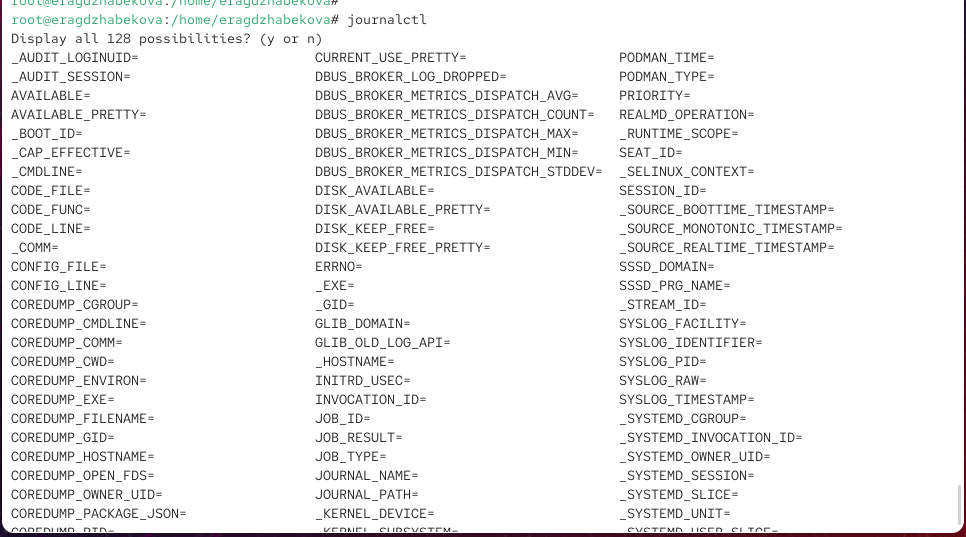 root@eragdzhabekova:/home/eragdzhabekova#
root@eragdzhabekova:/home/eragdzhabekova# journalctl
Display all 128 possibilities? (y or n)
_AUDIT_LOGINUID= CURRENT_USE_PRETTY= PODMAN_TIME=
_AUDIT_SESSION= DBUS_BROKER_LOG_DROPPED= PODMAN_TYPE=
AVAILABLE= DBUS_BROKER_METRICS_DISPATCH_AVG= PRIORITY=
AVAILABLE_PRETTY= DBUS_BROKER_METRICS_DISPATCH_COUNT= REALMD_OPERATION=
_BOOT_ID= DBUS_BROKER_METRICS_DISPATCH_MAX= _RUNTIME_SCOPE=
_CAP_EFFECTIVE= DBUS_BROKER_METRICS_DISPATCH_MIN= SEAT_ID=
_CMDLINE= DBUS_BROKER_METRICS_DISPATCH_STDDEV= _SELINUX_CONTEXT=
CODE_FILE= DISK_AVAILABLE= SESSION_ID=
CODE_FUNC= DISK_AVAILABLE_PRETTY= _SOURCE_BOOTTIME_TIMESTAMP=
CODE_LINE= DISK_KEEP_FREE= _SOURCE_MONOTONIC_TIMESTAMP=
_COMM= DISK_KEEP_FREE_PRETTY= _SOURCE_REALTIME_TIMESTAMP=
CONFIG_FILE= ERRNO= SSSD_DOMAIN=
CONFIG_LINE= _EXE= SSSD_PRG_NAME=
COREDUMP_CGROUP= _GID= _STREAM_ID=
COREDUMP_CMDLINE= GLIB_DOMAIN= SYSLOG_FACILITY=
COREDUMP_COMM= GLIB_OLD_LOG_API= SYSLOG_IDENTIFIER=
COREDUMP_CWD= _HOSTNAME= SYSLOG_PID=
COREDUMP_ENVIRON= INITRD_USEC= SYSLOG_RAW=
COREDUMP_EXE= INVOCATION_ID= SYSLOG_TIMESTAMP=
COREDUMP_FILENAME= JOB_ID= _SYSTEMD_CGROUP=
COREDUMP_GID= JOB_RESULT= _SYSTEMD_INVOCATION_ID=
COREDUMP_HOSTNAME= JOB_TYPE= _SYSTEMD_OWNER_UID=
COREDUMP_OPEN_FDS= JOURNAL_NAME= _SYSTEMD_SESSION=
COREDUMP_OWNER_UID= JOURNAL_PATH= _SYSTEMD_SLICE=
COREDUMP_PACKAGE_JSON= _KERNEL_DEVICE= _SYSTEMD_UNIT=
COREDUMP_PID= _KERNEL_SUBSYSTEM= _SYSTEMD_USER_SLICE=